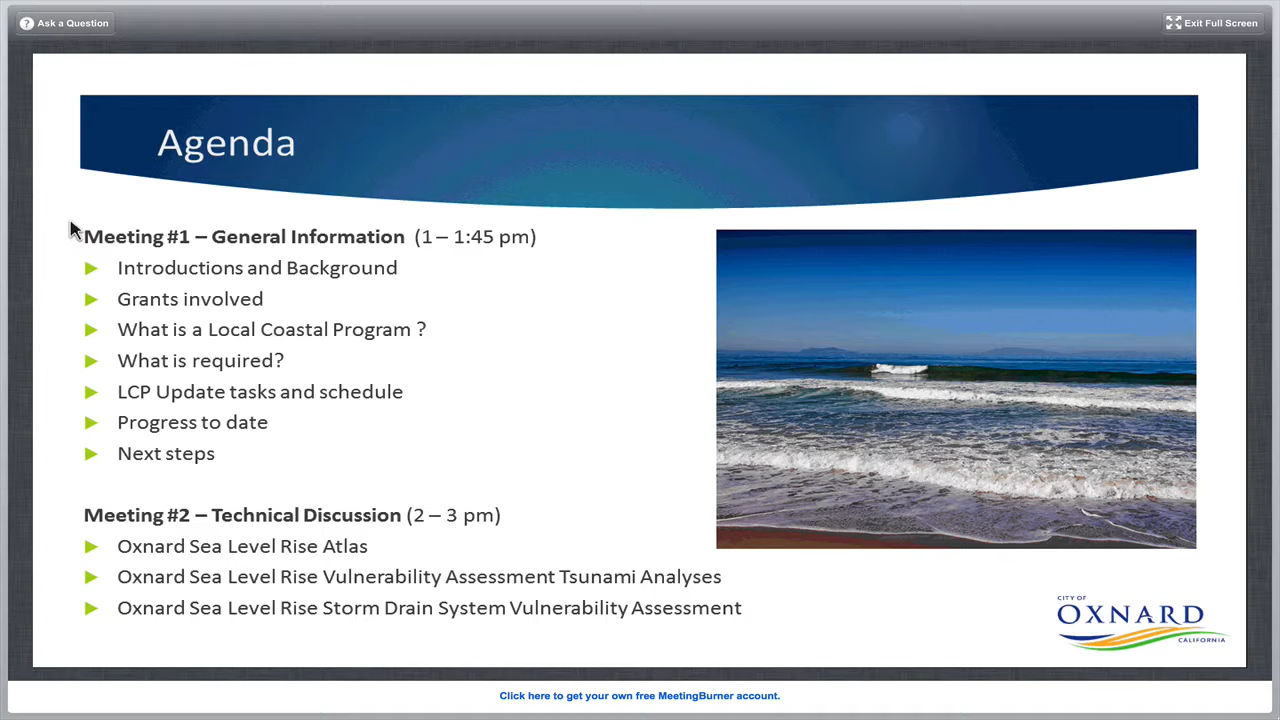 Ask a Question
Exit Full Screen
Agenda
Meeting #1 – General Information (1 – 1:45 pm)
Introductions and Background
Grants involved
What is a Local Coastal Program ?
What is required?
LCP Update tasks and schedule
Progress to date
Next steps
Meeting #2 – Technical Discussion (2 – 3 pm)
Oxnard Sea Level Rise Atlas
Oxnard Sea Level Rise Vulnerability Assessment Tsunami Analyses
Oxnard Sea Level Rise Storm Drain System Vulnerability Assessment
CITY OF
OXNARD
CALIFORNIA
Click here to get your own free MeetingBurner account.